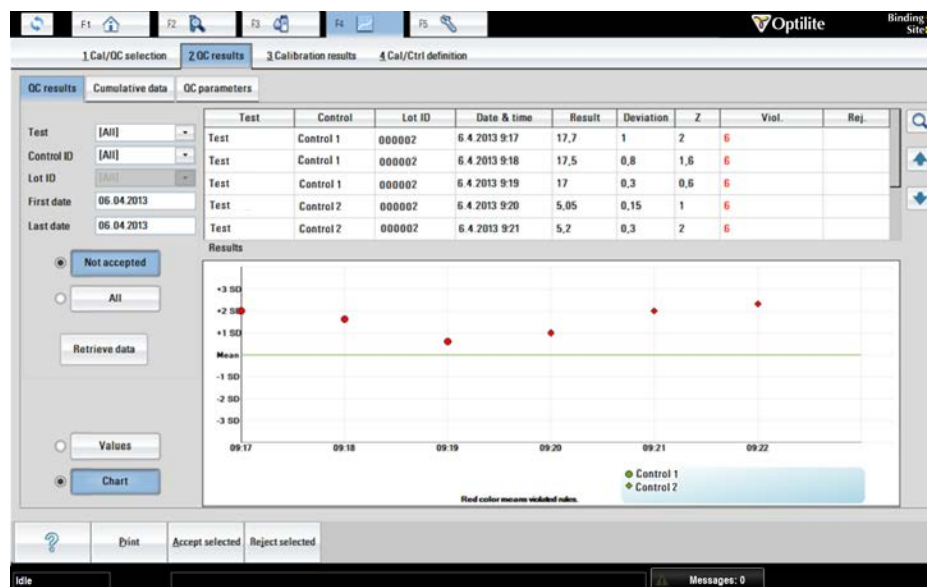 F1 F2 F3 F4 F5 Optilite Binding Site
1 Cal/QC selection 2 QC results 3 Calibration results 4 Cal/Ctrl definition
QC results Cumulative data QC parameters
Test Control Lot ID Date & time Result Deviation Z Viol. Rej.
Test Control 1 000002 6.4.2013 9:17 17,7 1 2 6
Test Control 1 000002 6.4.2013 9:18 17,5 0,8 1,6 6
Test Control 1 000002 6.4.2013 9:19 17 0,3 0,6 6
Test Control 2 000002 6.4.2013 9:20 5,05 0,15 1 6
Test Control 2 000002 6.4.2013 9:21 5,2 0,3 2 6
Test [All]
Control ID [All]
Lot ID [All]
First date 06.04.2013
Last date 06.04.2013
Not accepted
All
Retrieve data
Values
Chart
Results
+3 SD
+2 SD
+1 SD
Mean
-1 SD
-2 SD
-3 SD
09:17 09:18 09:19 09:20 09:21 09:22
Control 1
Control 2
Red color means violated rules.
? Print Accept selected Reject selected
Idle Messages: 0